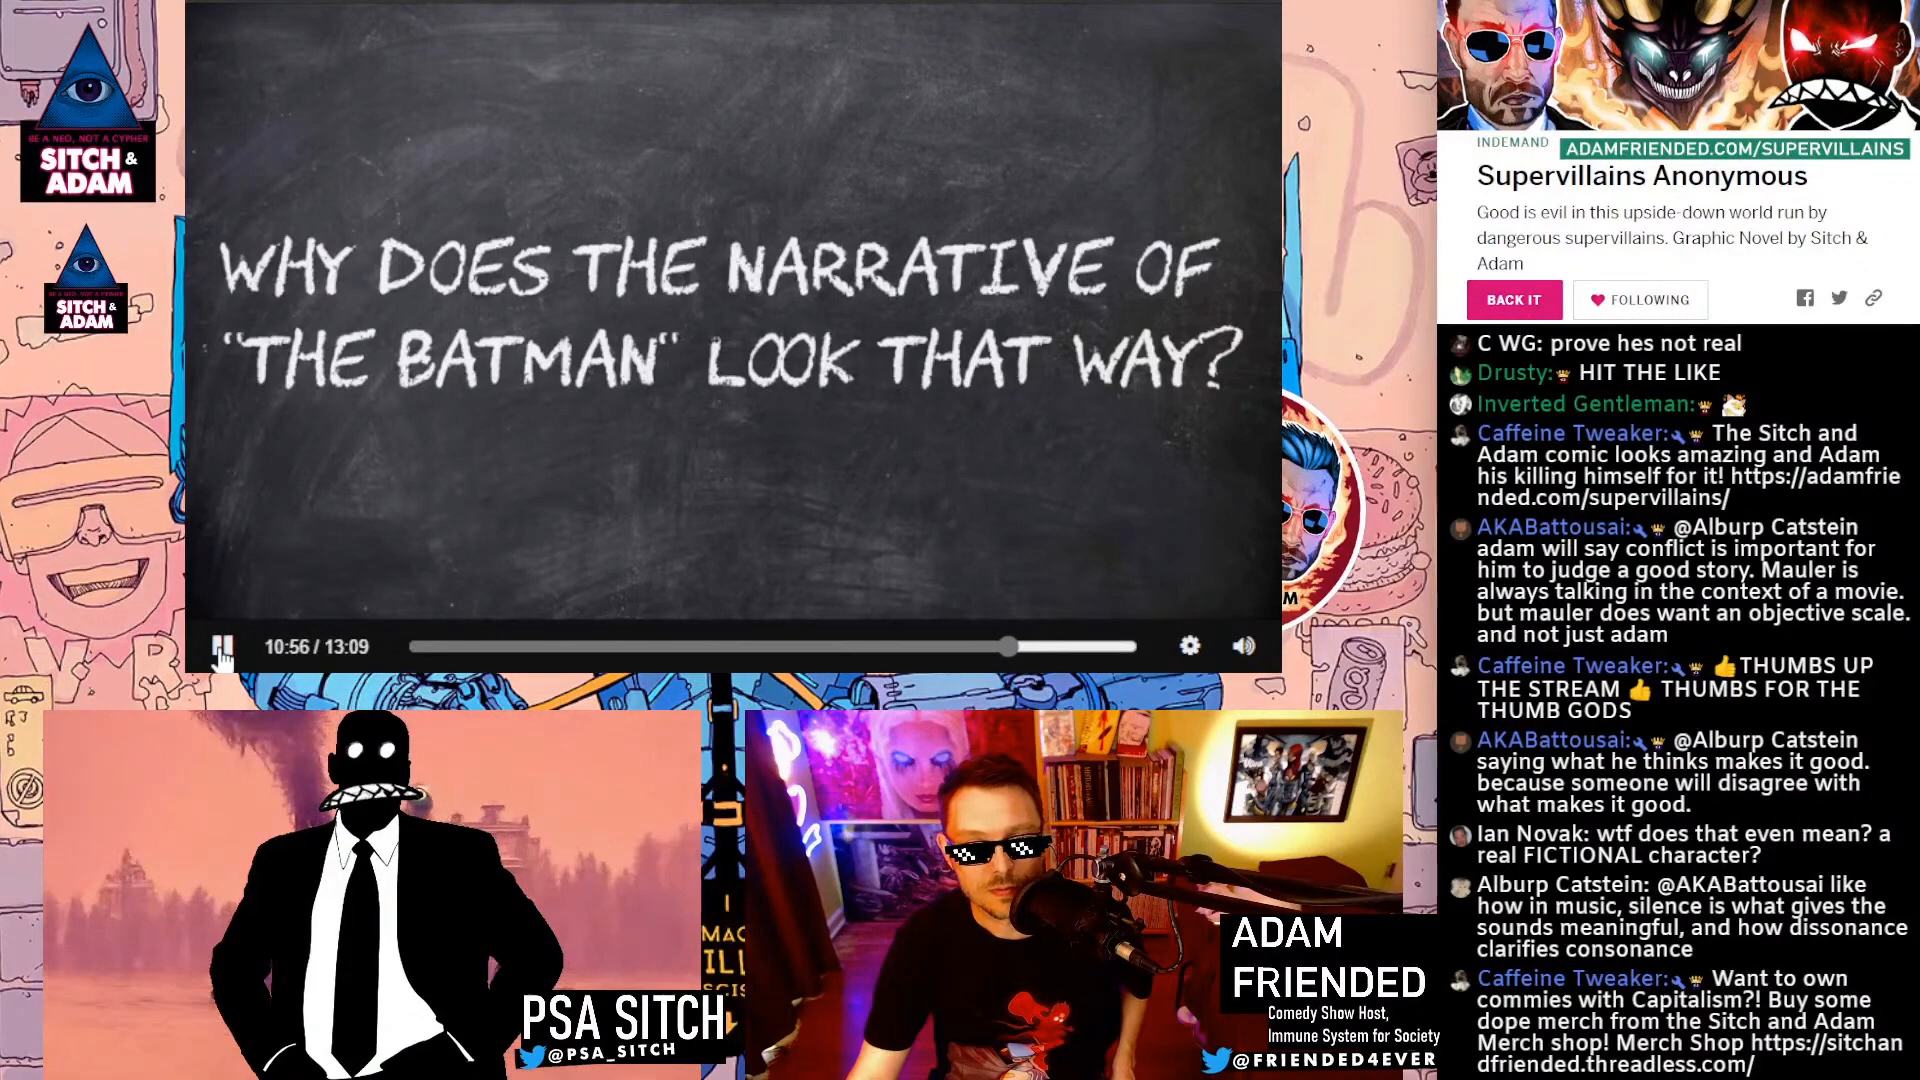 BE A NEO, NOT A CYPHER
SITCH &
ADAM
SITCH &
ADAM
WHY DOES THE NARRATIVE OF
"THE BATMAN" LOOK THAT WAY?
10:56 / 13:09
PSA SITCH
@PSA_SITCH
ADAM
FRIENDED
Comedy Show Host,
Immune System for Society
@FRIENDED4EVER
INDEMAND
ADAMFRIENDED.COM/SUPERVILLAINS
Supervillains Anonymous
Good is evil in this upside-down world run by
dangerous supervillains. Graphic Novel by Sitch &
Adam
BACK IT
FOLLOWING
C WG: prove hes not real
Drusty: HIT THE LIKE
Inverted Gentleman:
Caffeine Tweaker: The Sitch and
Adam comic looks amazing and Adam
his killing himself for it! https://adamfrie
nded.com/supervillains/
AKABattousai: @Alburp Catstein
adam will say conflict is important for
him to judge a good story. Mauler is
always talking in the context of a movie.
but mauler does want an objective scale.
and not just adam
Caffeine Tweaker: 👍THUMBS UP
THE STREAM 👍 THUMBS FOR THE
THUMB GODS
AKABattousai: @Alburp Catstein
saying what he thinks makes it good.
because someone will disagree with
what makes it good.
Ian Novak: wtf does that even mean? a
real FICTIONAL character?
Alburp Catstein: @AKABattousai like
how in music, silence is what gives the
sounds meaningful, and how dissonance
clarifies consonance
Caffeine Tweaker: Want to own
commies with Capitalism?! Buy some
dope merch from the Sitch and Adam
Merch shop! Merch Shop https://sitchan
dfriended.threadless.com/